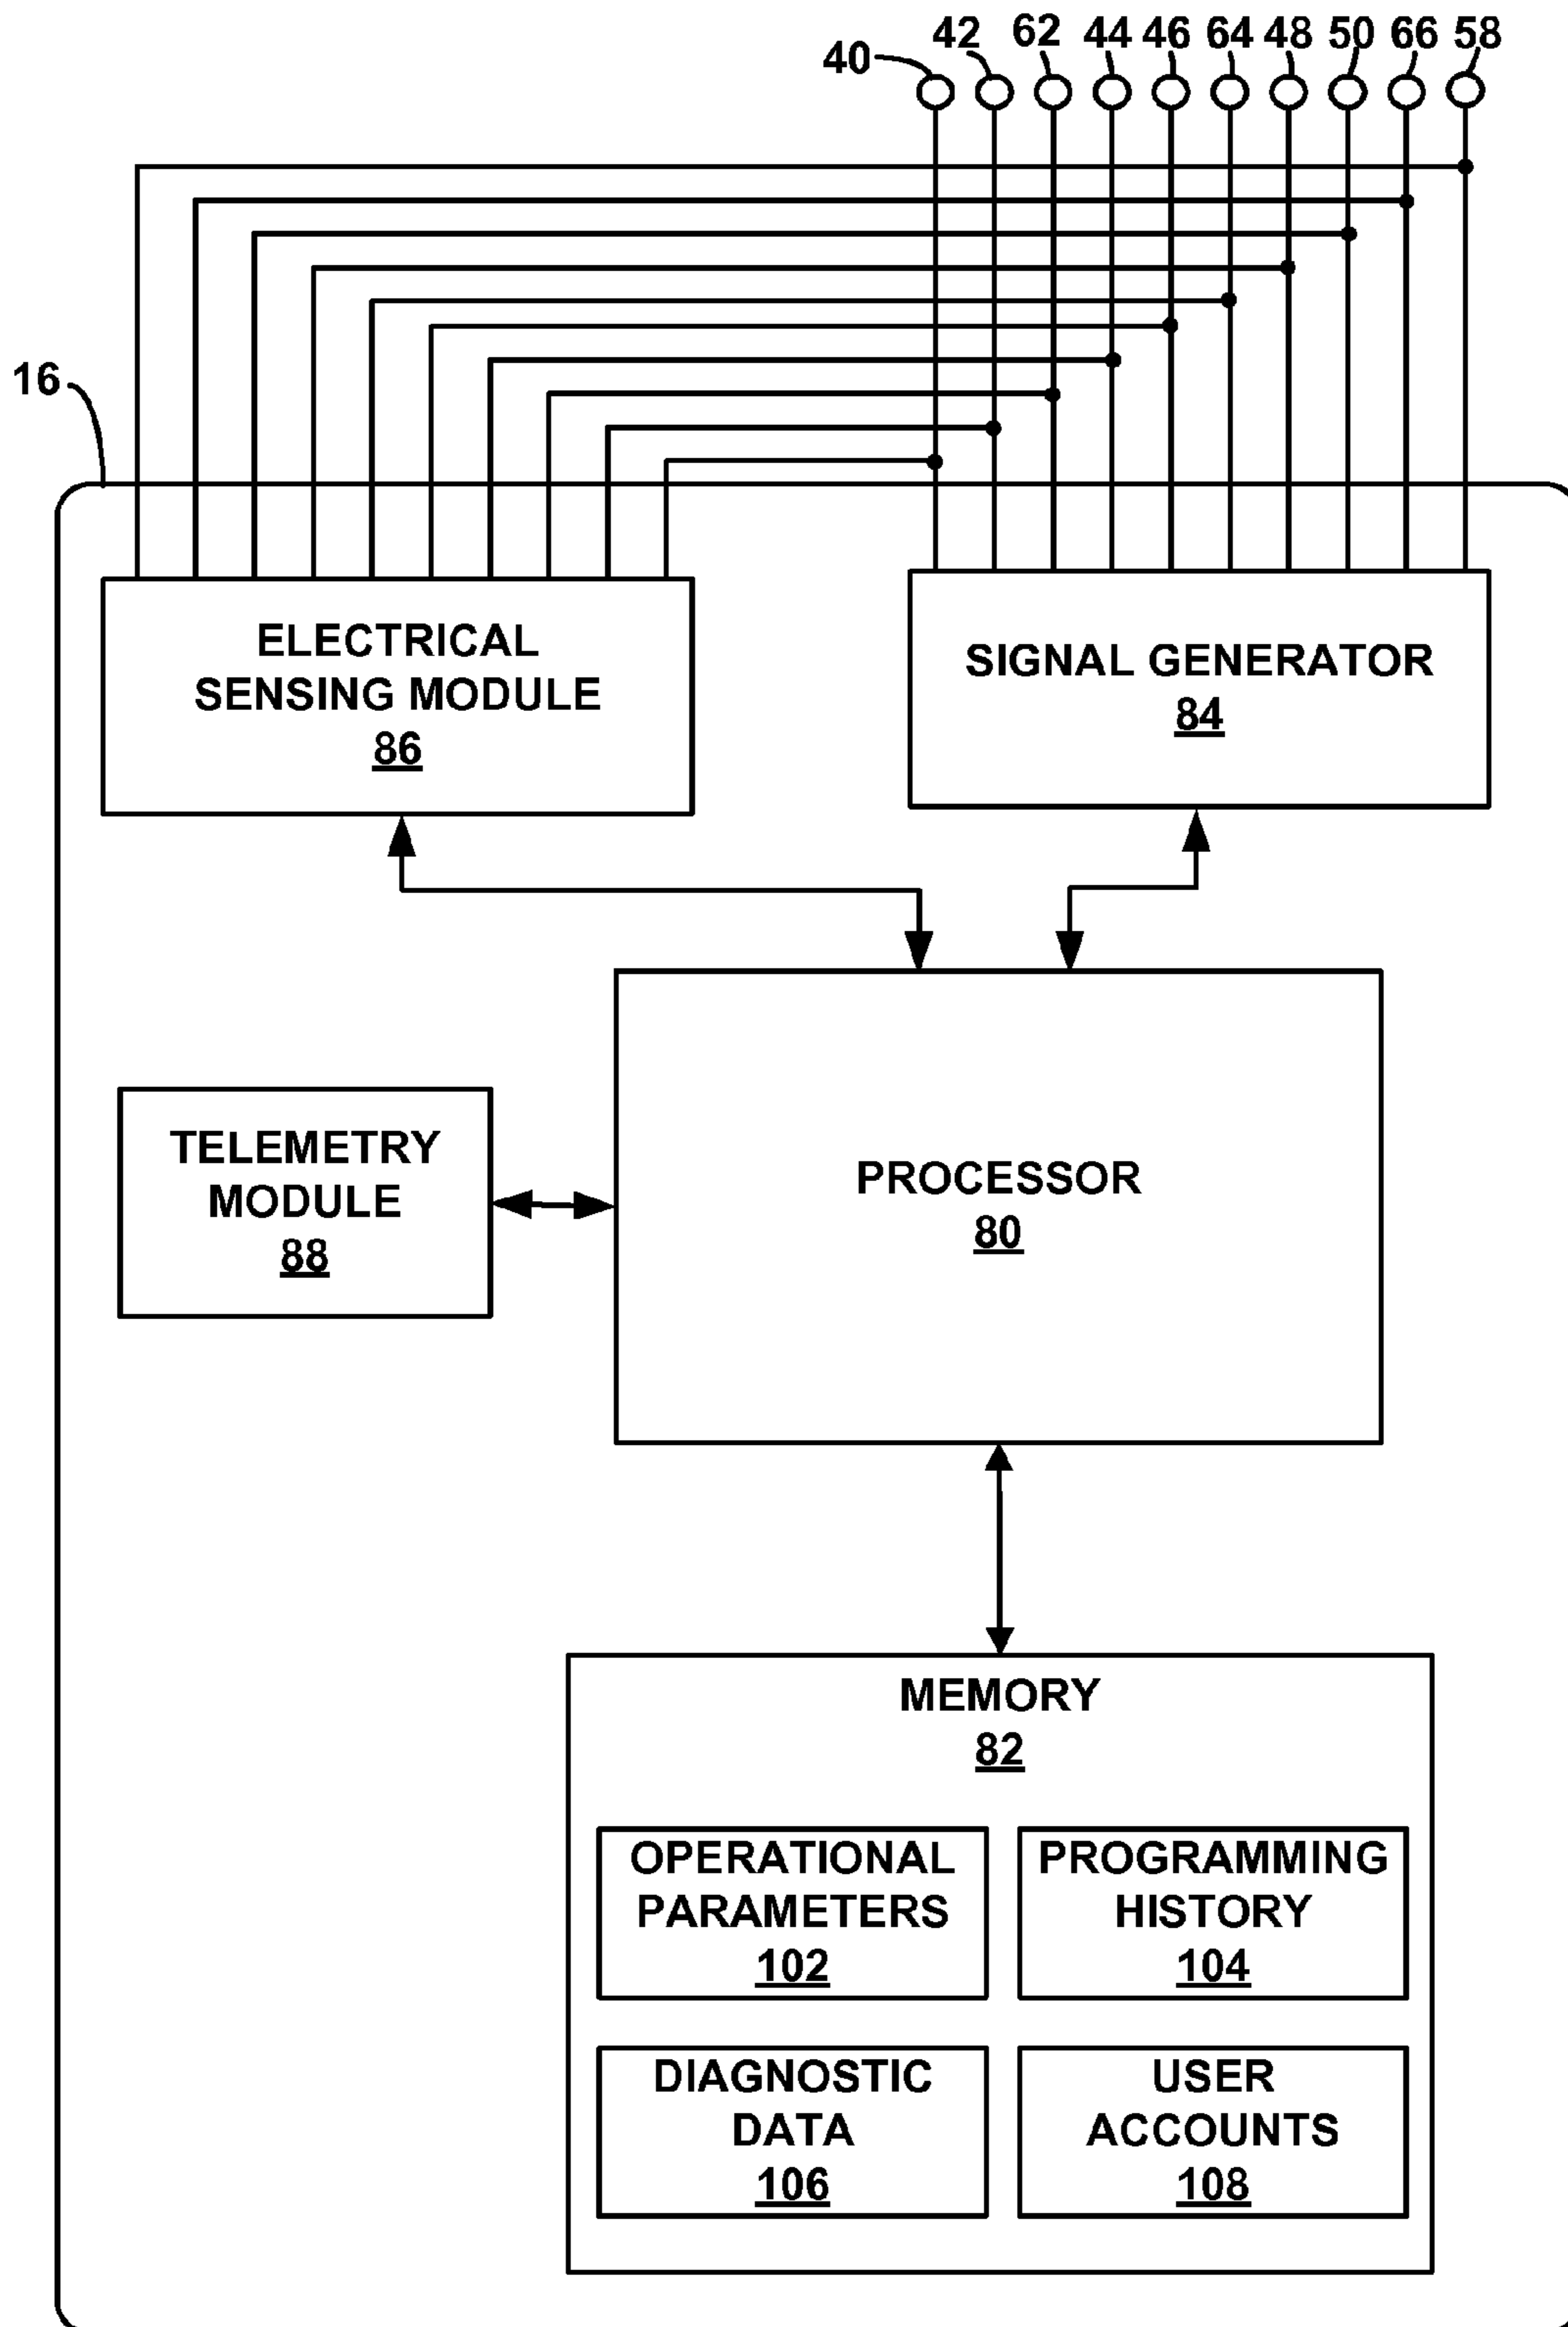 40 42 62 44 46 64 48 50 66 58
16
ELECTRICAL
SENSING MODULE
86
SIGNAL GENERATOR
84
TELEMETRY
MODULE
88
PROCESSOR
80
MEMORY
82
OPERATIONAL
PARAMETERS
102
PROGRAMMING
HISTORY
104
DIAGNOSTIC
DATA
106
USER
ACCOUNTS
108